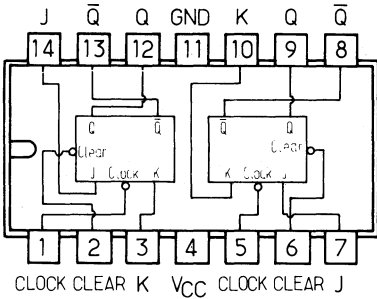 J Q̅ Q GND K Q Q̅
14 13 12 11 10 9 8
Q Q̅ Q̅ Q
Clear Clear
J Clock K K Clock J
1 2 3 4 5 6 7
CLOCK CLEAR K VCC CLOCK CLEAR J